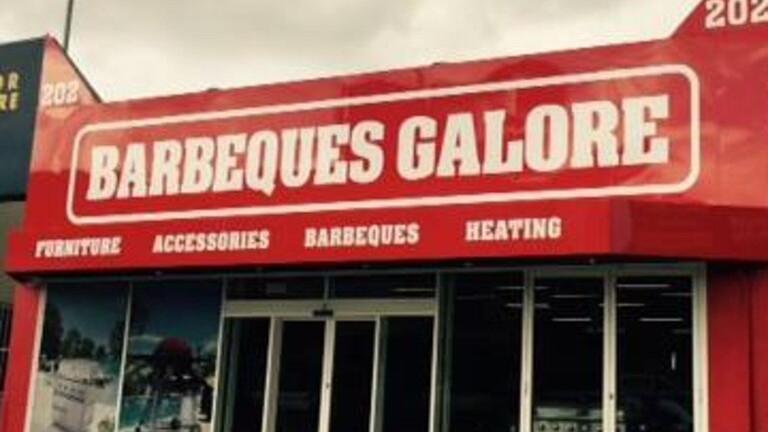 202
202
BARBEQUES GALORE
FURNITURE ACCESSORIES BARBEQUES HEATING